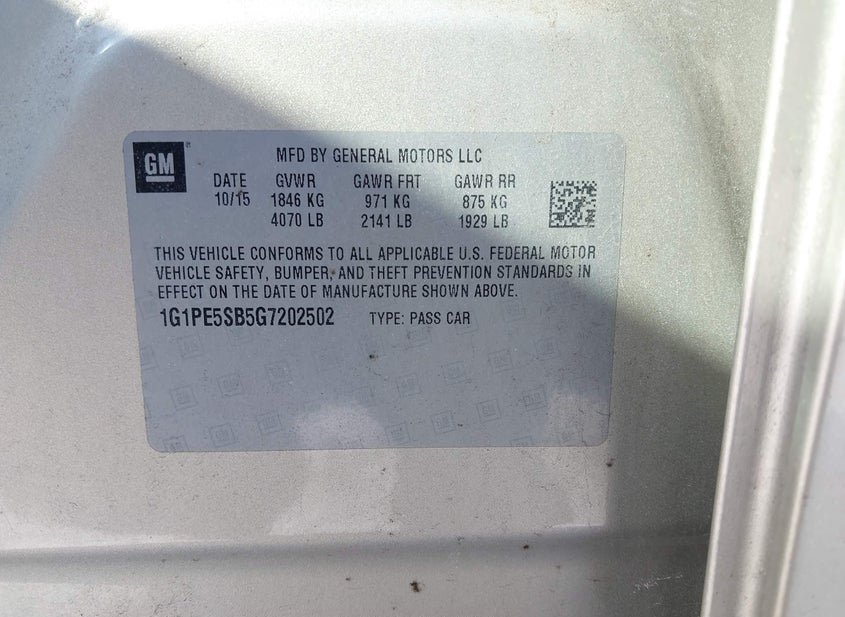 GM
MFD BY GENERAL MOTORS LLC
DATE GVWR GAWR FRT GAWR RR
10/15 1846 KG 971 KG 875 KG
4070 LB 2141 LB 1929 LB
THIS VEHICLE CONFORMS TO ALL APPLICABLE U.S. FEDERAL MOTOR
VEHICLE SAFETY, BUMPER, AND THEFT PREVENTION STANDARDS IN
EFFECT ON THE DATE OF MANUFACTURE SHOWN ABOVE.
1G1PE5SB5G7202502 TYPE: PASS CAR